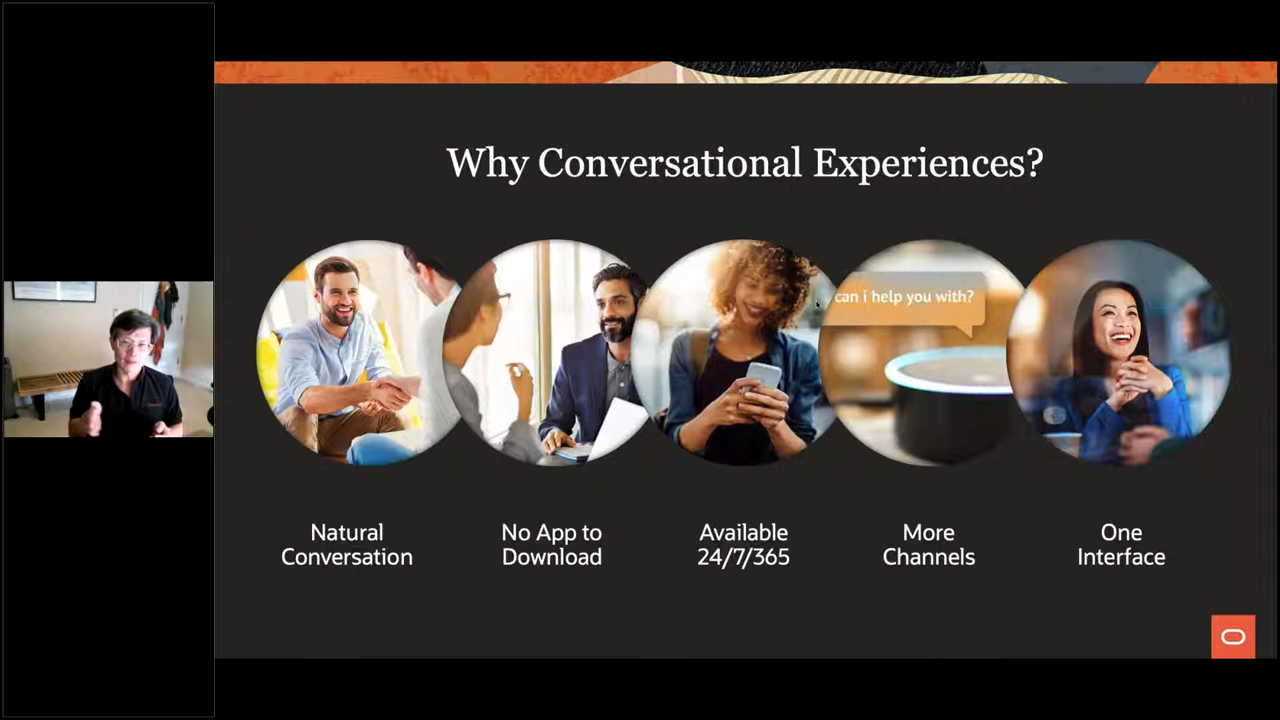 Why Conversational Experiences?
can i help you with?
Natural
Conversation
No App to
Download
Available
24/7/365
More
Channels
One
Interface